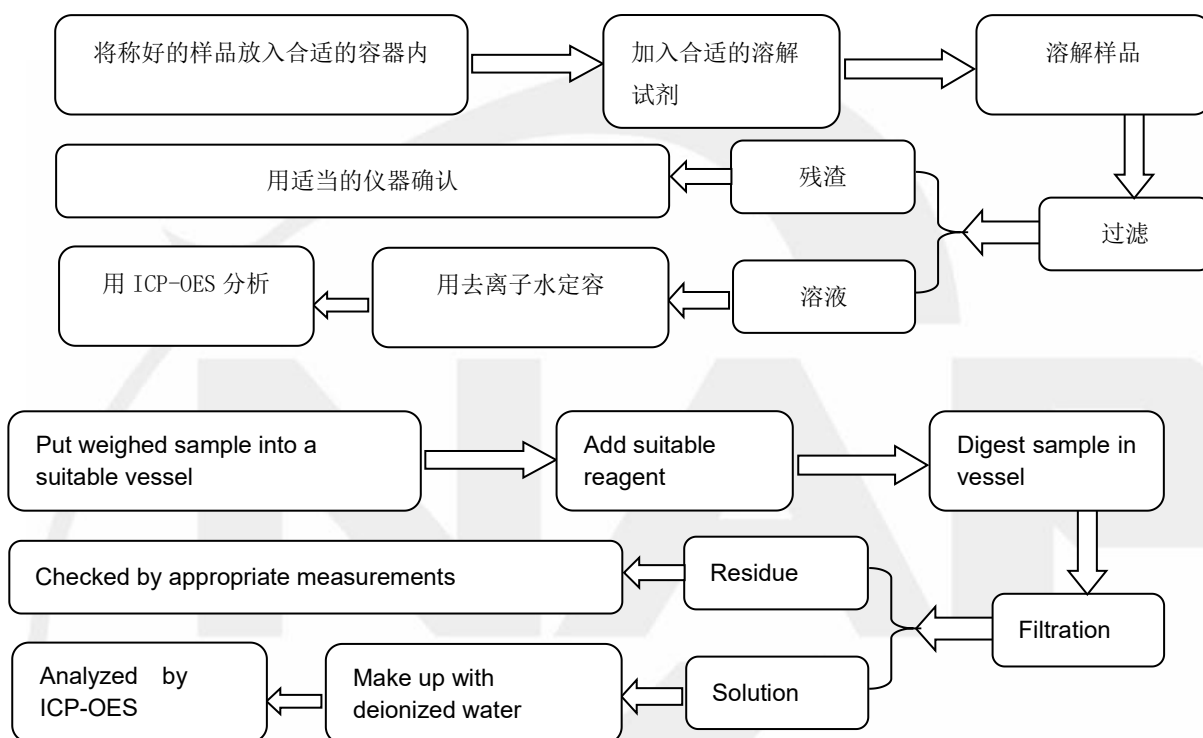 将称好的样品放入合适的容器内
加入合适的溶解
试剂
溶解样品
过滤
残渣
用适当的仪器确认
溶液
用去离子水定容
用 ICP-OES 分析
Put weighed sample into a
suitable vessel
Add suitable
reagent
Digest sample in
vessel
Filtration
Residue
Checked by appropriate measurements
Solution
Make up with
deionized water
Analyzed by
ICP-OES